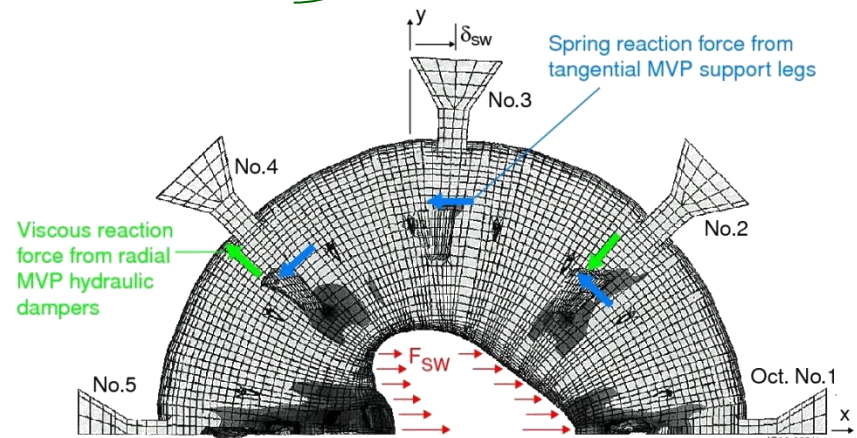 y
δsw
Spring reaction force from
tangential MVP support legs
No.3
No.4
No.2
Viscous reaction
force from radial
MVP hydraulic
dampers
FSW
No.5
Oct. No.1
x